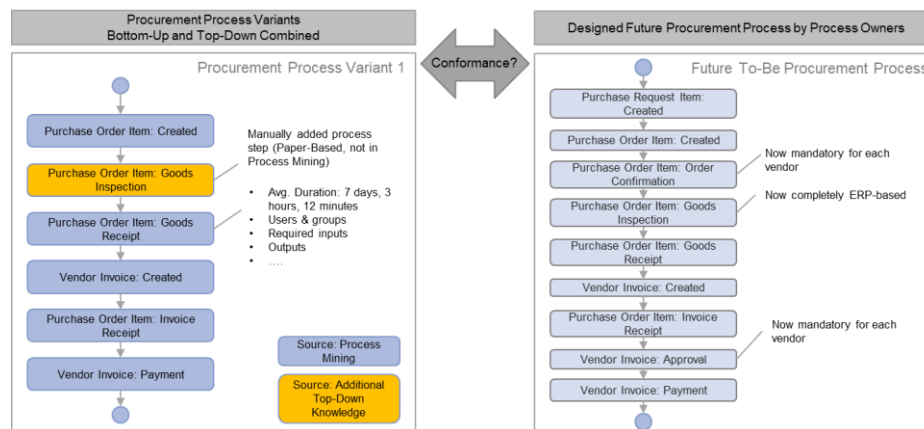 Procurement Process Variants
Bottom-Up and Top-Down Combined
Conformance?
Designed Future Procurement Process by Process Owners
Procurement Process Variant 1
Purchase Order Item: Created
Purchase Order Item: Goods
Inspection
Purchase Order Item: Goods
Receipt
Vendor Invoice: Created
Purchase Order Item: Invoice
Receipt
Vendor Invoice: Payment
Manually added process
step (Paper-Based, not in
Process Mining)
• Avg. Duration: 7 days, 3
hours, 12 minutes
• Users & groups
• Required inputs
• Outputs
• ....
Source: Process
Mining
Source: Additional
Top-Down
Knowledge
Future To-Be Procurement Process
Purchase Request Item:
Created
Purchase Order Item: Created
Purchase Order Item: Order
Confirmation
Purchase Order Item: Goods
Inspection
Purchase Order Item: Goods
Receipt
Vendor Invoice: Created
Purchase Order Item: Invoice
Receipt
Vendor Invoice: Approval
Vendor Invoice: Payment
Now mandatory for each
vendor
Now completely ERP-based
Now mandatory for each
vendor